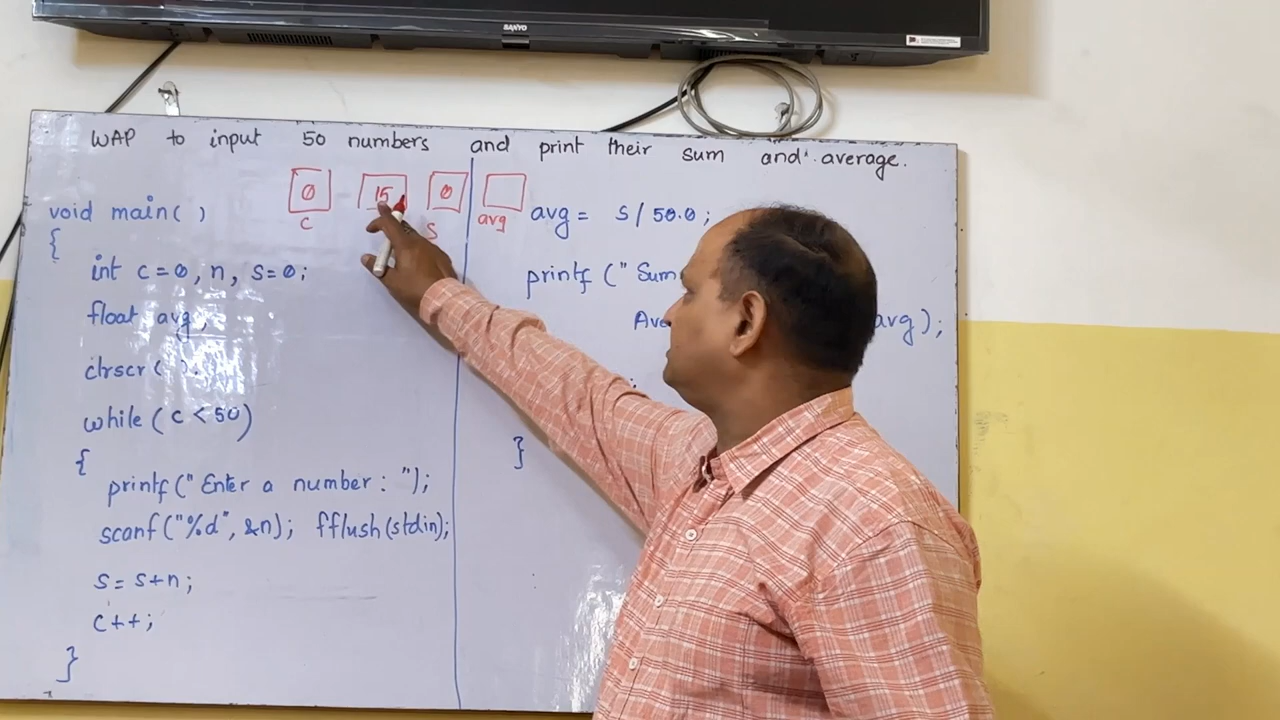 SANYO
WAP to input 50 numbers and print their sum and average.
0 15 0
c s avg
void main( )
{
int c=0, n, s=0;
float avg;
clrscr( );
while (c < 50)
{
printf("Enter a number : ");
scanf("%d", &n); fflush(stdin);
s = s+n;
c++;
}
avg = s / 50.0;
printf (" Sum
avg);
;
}